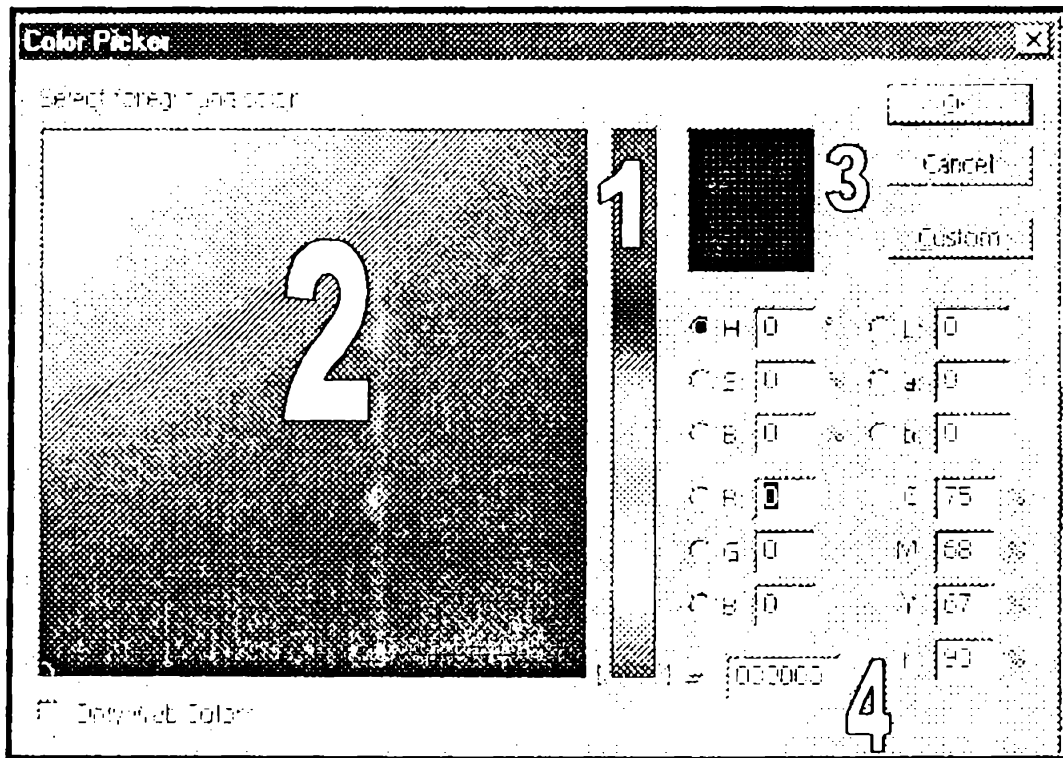 Color Picker
Select foreground color
OK
Cancel
Custom
1
2
3
H: 0 °
L: 0
S: 0 %
a: 0
B: 0 %
b: 0
R: 0
C: 75 %
G: 0
M: 68 %
B: 0
Y: 67 %
# 000000
90 %
4
Only Web Colors